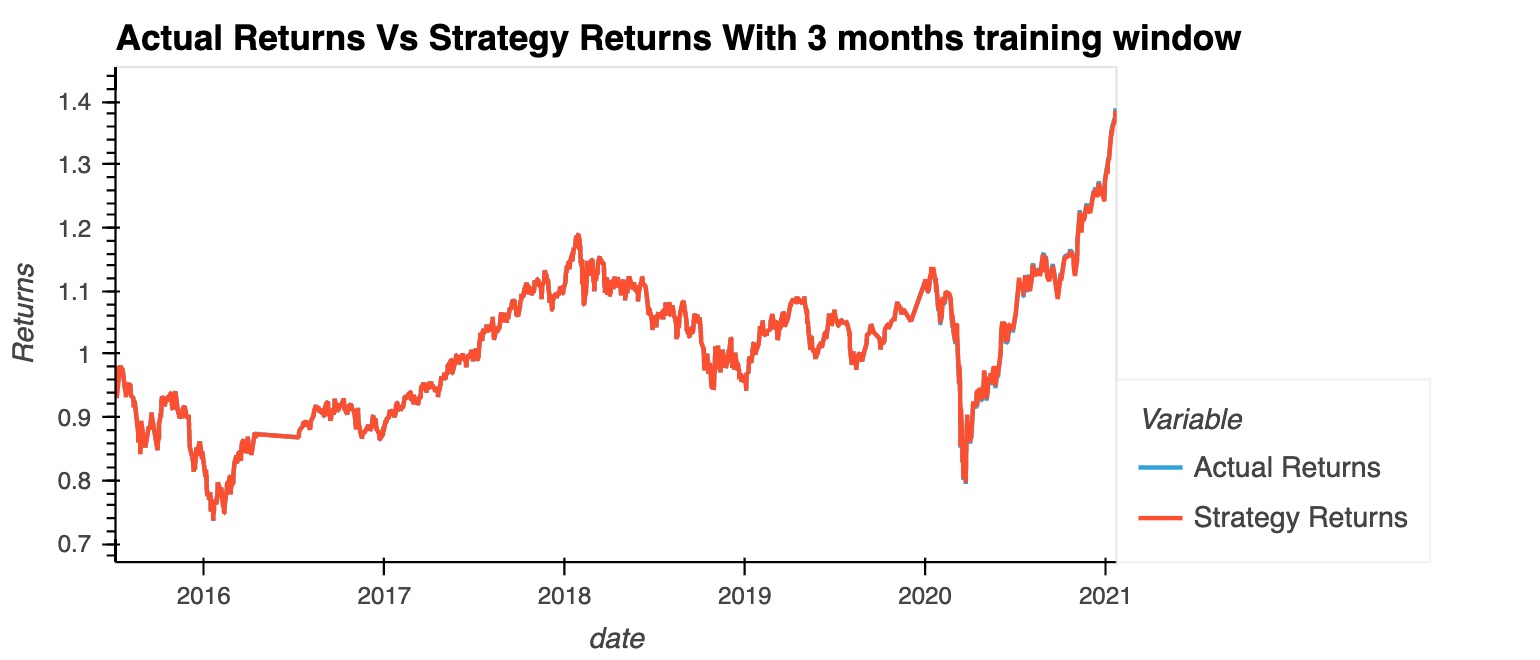 Actual Returns Vs Strategy Returns With 3 months training window
1.4
1.3
1.2
1.1
1
0.9
0.8
0.7
Returns
2016 2017 2018 2019 2020 2021
date
Variable
Actual Returns
Strategy Returns